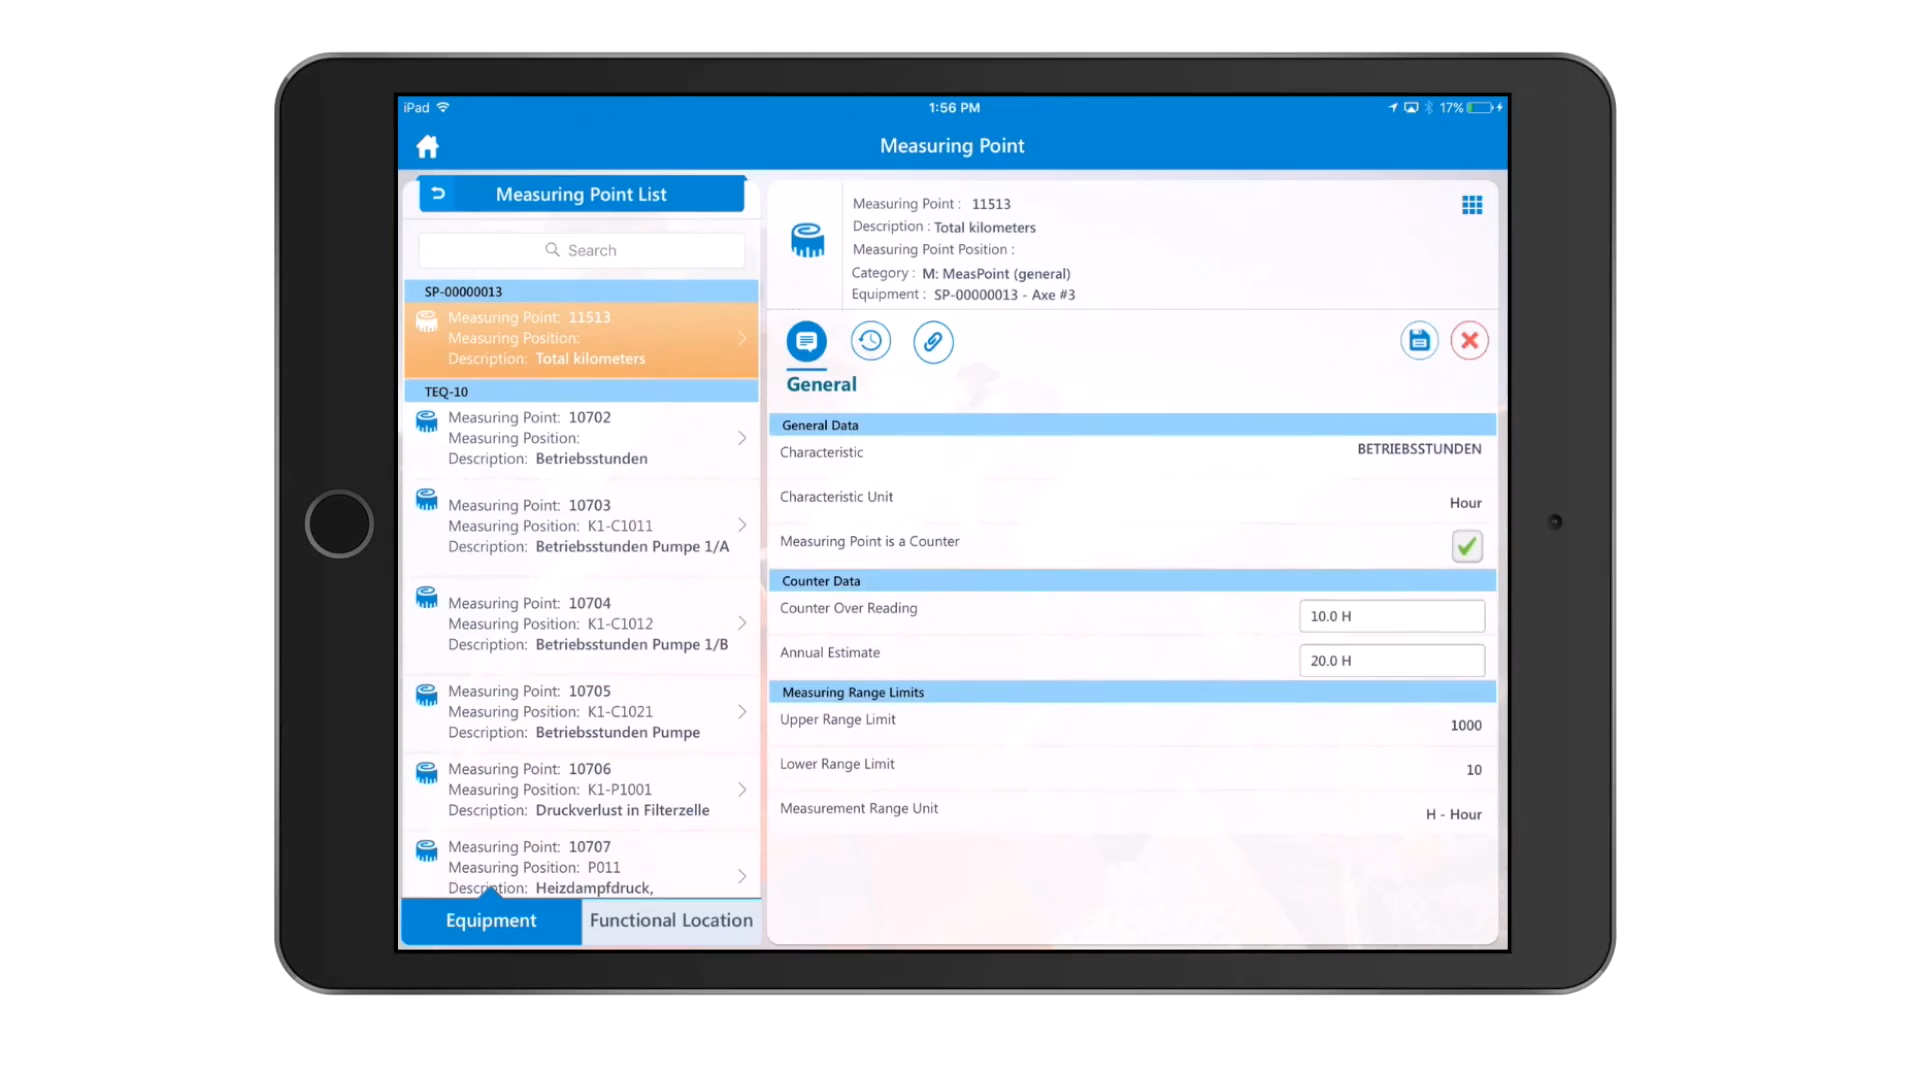 iPad
1:56 PM
17%
Measuring Point
Measuring Point List
Search
SP-00000013
Measuring Point: 11513
Measuring Position:
Description: Total kilometers
TEQ-10
Measuring Point: 10702
Measuring Position:
Description: Betriebsstunden
Measuring Point: 10703
Measuring Position: K1-C1011
Description: Betriebsstunden Pumpe 1/A
Measuring Point: 10704
Measuring Position: K1-C1012
Description: Betriebsstunden Pumpe 1/B
Measuring Point: 10705
Measuring Position: K1-C1021
Description: Betriebsstunden Pumpe
Measuring Point: 10706
Measuring Position: K1-P1001
Description: Druckverlust in Filterzelle
Measuring Point: 10707
Measuring Position: P011
Description: Heizdampfdruck,
Equipment
Functional Location
Measuring Point : 11513
Description : Total kilometers
Measuring Point Position :
Category : M: MeasPoint (general)
Equipment : SP-00000013 - Axe #3
General
General Data
Characteristic BETRIEBSSTUNDEN
Characteristic Unit Hour
Measuring Point is a Counter
Counter Data
Counter Over Reading 10.0 H
Annual Estimate 20.0 H
Measuring Range Limits
Upper Range Limit 1000
Lower Range Limit 10
Measurement Range Unit H - Hour